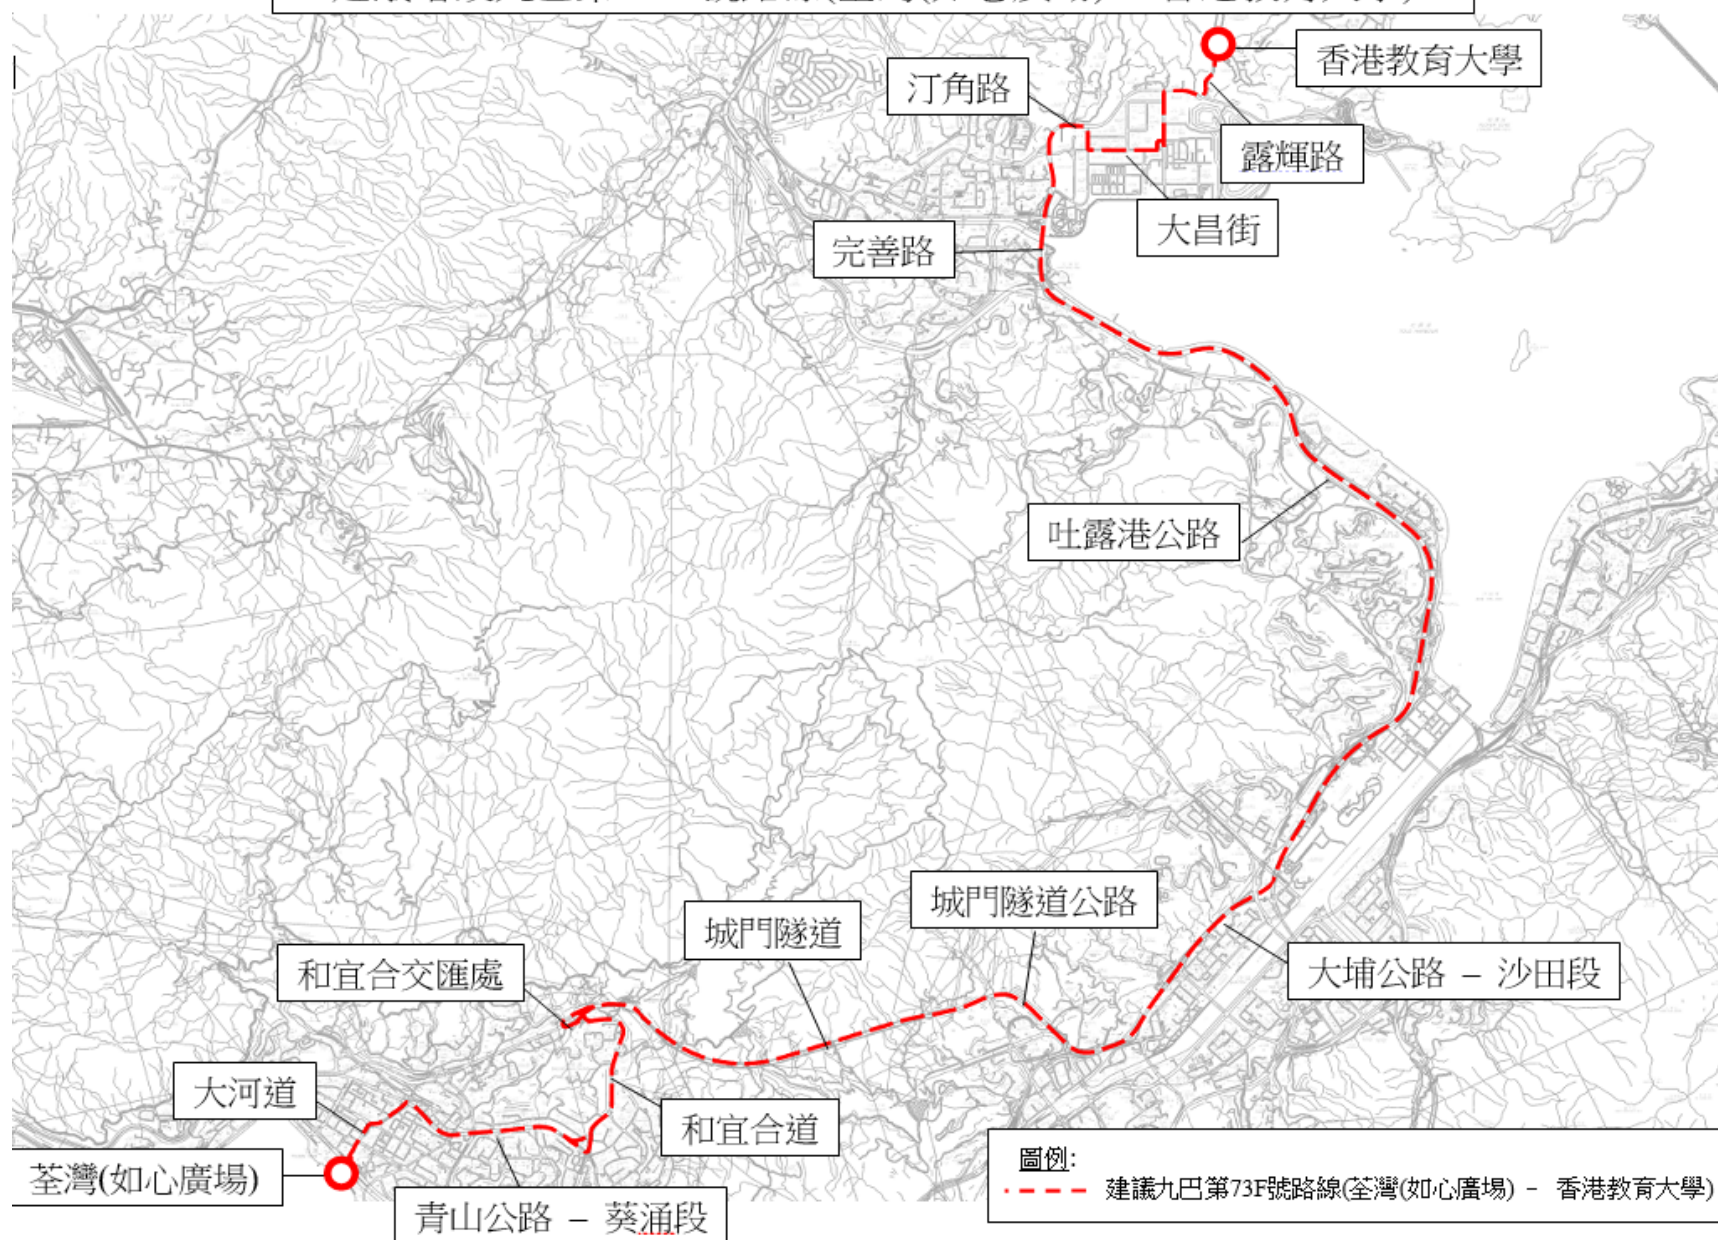 香港教育大學
汀角路
露輝路
大昌街
完善路
吐露港公路
城門隧道公路
城門隧道
大埔公路 – 沙田段
和宜合交匯處
大河道
和宜合道
荃灣(如心廣場)
青山公路 – 葵涌段
圖例:
建議九巴第73F號路線(荃灣(如心廣場) - 香港教育大學)